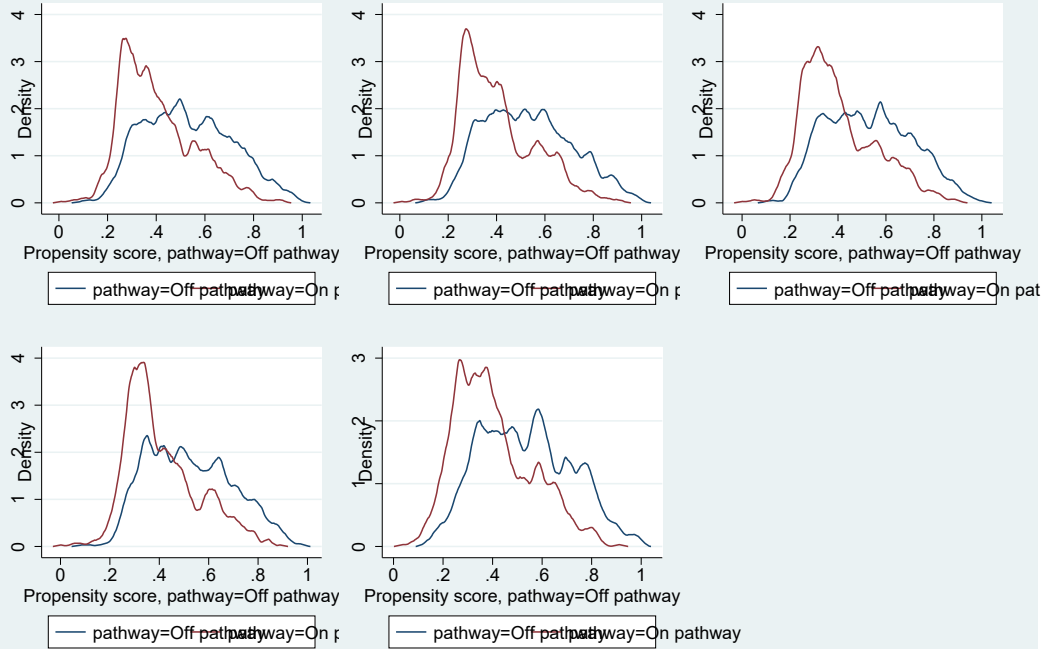 4
3
2
1
0
Density
0 .2 .4 .6 .8 1
Propensity score, pathway=Off pathway
pathway=Off pathway pathway=On p
4
3
2
1
0
Density
0 .2 .4 .6 .8 1
Propensity score, pathway=Off pathway
pathway=Off pathway pathway=On p
4
3
2
1
0
Density
0 .2 .4 .6 .8 1
Propensity score, pathway=Off pathway
pathway=Off pathway pathway=On pat
4
3
2
1
0
Density
0 .2 .4 .6 .8 1
Propensity score, pathway=Off pathway
pathway=Off pathway pathway=On p
3
2
1
0
Density
0 .2 .4 .6 .8 1
Propensity score, pathway=Off pathway
pathway=Off pathway pathway=On pathway